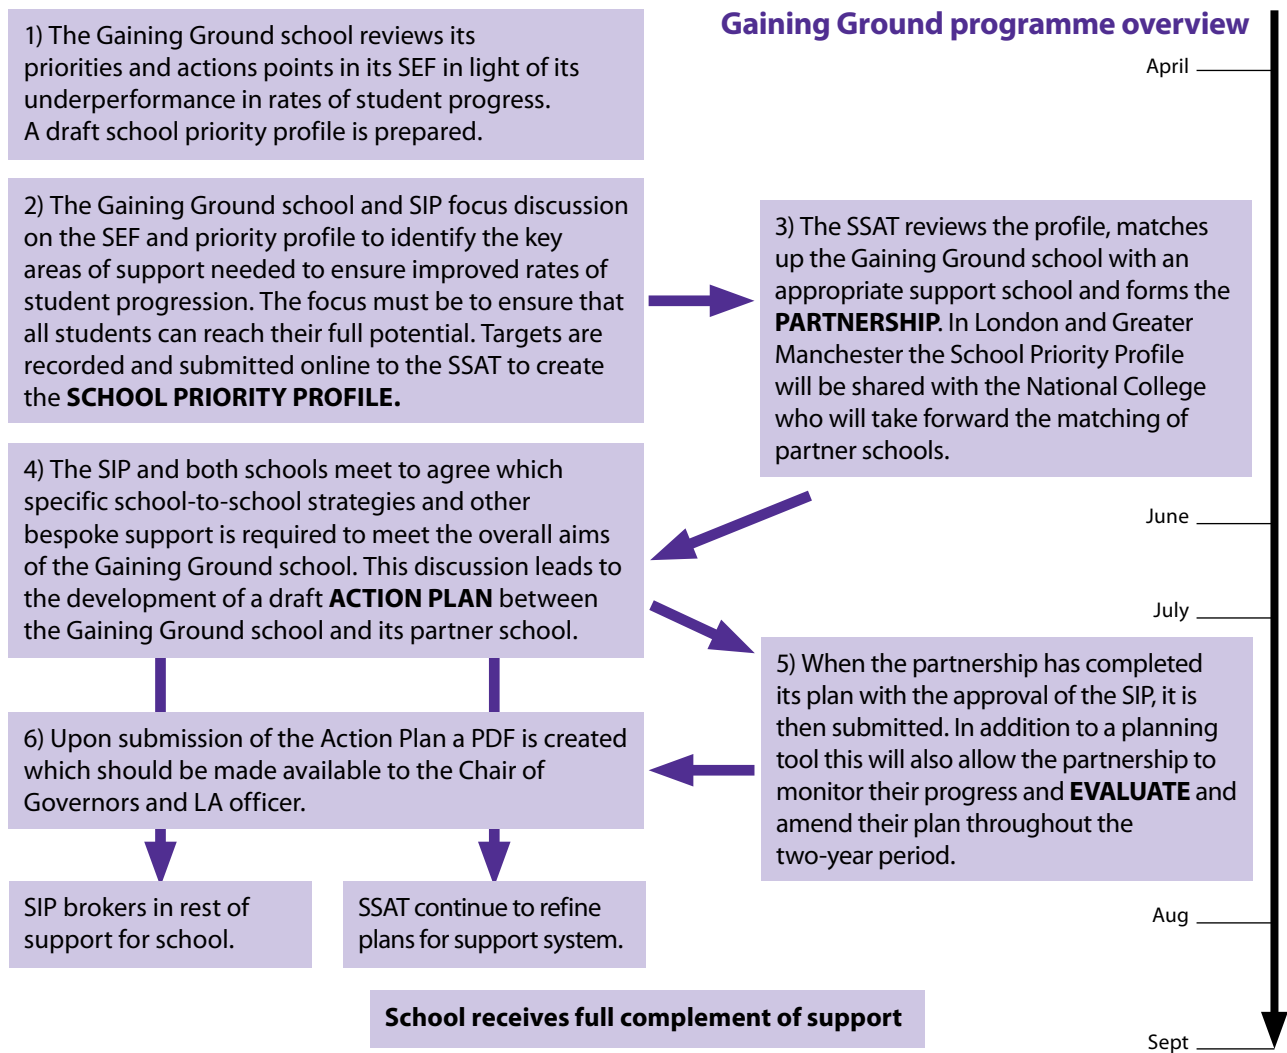 Gaining Ground programme overview
1) The Gaining Ground school reviews its
priorities and actions points in its SEF in light of its
underperformance in rates of student progress.
A draft school priority profile is prepared.
April
2) The Gaining Ground school and SIP focus discussion
on the SEF and priority profile to identify the key
areas of support needed to ensure improved rates of
student progression. The focus must be to ensure that
all students can reach their full potential. Targets are
recorded and submitted online to the SSAT to create
the SCHOOL PRIORITY PROFILE.
3) The SSAT reviews the profile, matches
up the Gaining Ground school with an
appropriate support school and forms the
PARTNERSHIP. In London and Greater
Manchester the School Priority Profile
will be shared with the National College
who will take forward the matching of
partner schools.
4) The SIP and both schools meet to agree which
specific school-to-school strategies and other
bespoke support is required to meet the overall aims
of the Gaining Ground school. This discussion leads to
the development of a draft ACTION PLAN between
the Gaining Ground school and its partner school.
June
July
5) When the partnership has completed
its plan with the approval of the SIP, it is
then submitted. In addition to a planning
tool this will also allow the partnership to
monitor their progress and EVALUATE and
amend their plan throughout the
two-year period.
6) Upon submission of the Action Plan a PDF is created
which should be made available to the Chair of
Governors and LA officer.
SIP brokers in rest of
support for school.
SSAT continue to refine
plans for support system.
Aug
School receives full complement of support
Sept